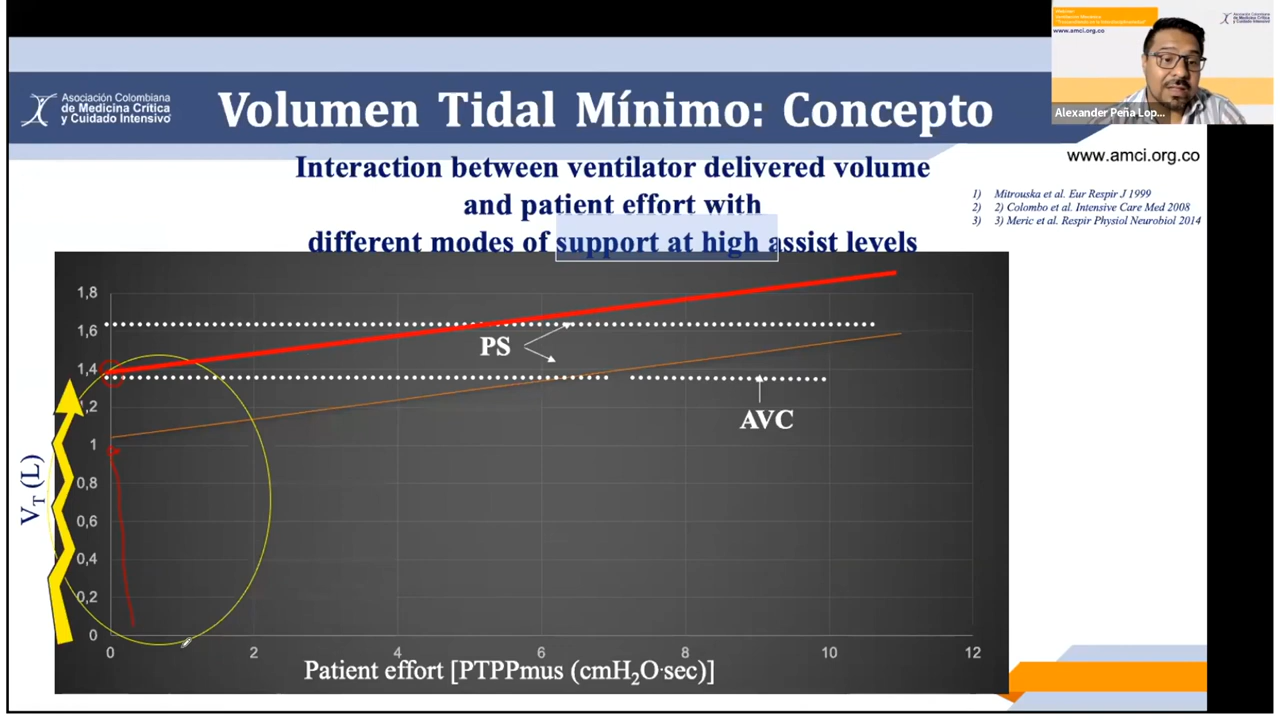 Asociación Colombiana
de Medicina Crítica
y Cuidado Intensivo
Volumen Tidal Mínimo: Concepto
www.amci.org.co
Alexander Peña Lop...
www.amci.org.co
Interaction between ventilator delivered volume
and patient effort with
different modes of support at high assist levels
1) Mitrouska et al. Eur Respir J 1999
2) 2) Colombo et al. Intensive Care Med 2008
3) 3) Meric et al. Respir Physiol Neurobiol 2014
1,8
1,6
1,4
,2
1
0,8
0,6
0,4
0,2
0
V_T (L)
PS
AVC
0 2 4 6 8 10 12
Patient effort [PTPPmus (cmH₂O·sec)]